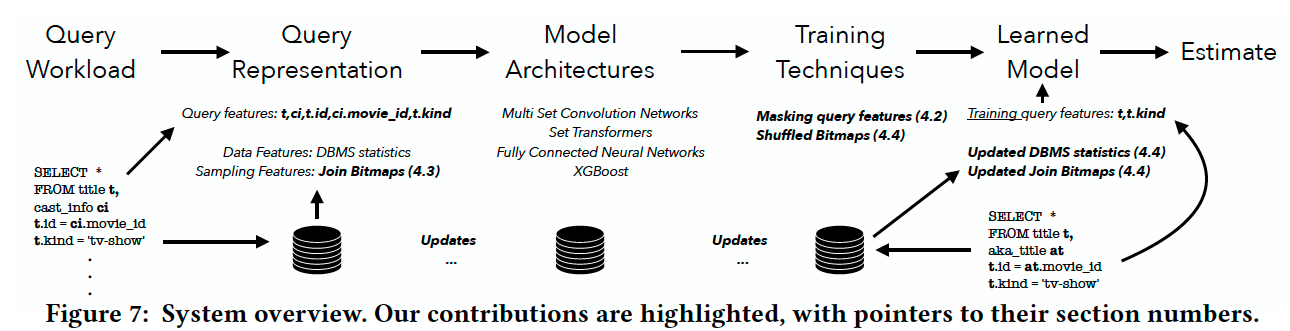 Query
Workload
Query
Representation
Model
Architectures
Training
Techniques
Learned
Model
Estimate
Query features: t,ci,t.id,ci.movie_id,t.kind
Data Features: DBMS statistics
Sampling Features: Join Bitmaps (4.3)
Multi Set Convolution Networks
Set Transformers
Fully Connected Neural Networks
XGBoost
Masking query features (4.2)
Shuffled Bitmaps (4.4)
Training query features: t,t.kind
Updated DBMS statistics (4.4)
Updated Join Bitmaps (4.4)
SELECT *
FROM title t,
cast_info ci
t.id = ci.movie_id
t.kind = 'tv-show'
.
.
.
Updates
...
Updates
...
SELECT *
FROM title t,
aka_title at
t.id = at.movie_id
t.kind = 'tv-show'
Figure 7: System overview. Our contributions are highlighted, with pointers to their section numbers.